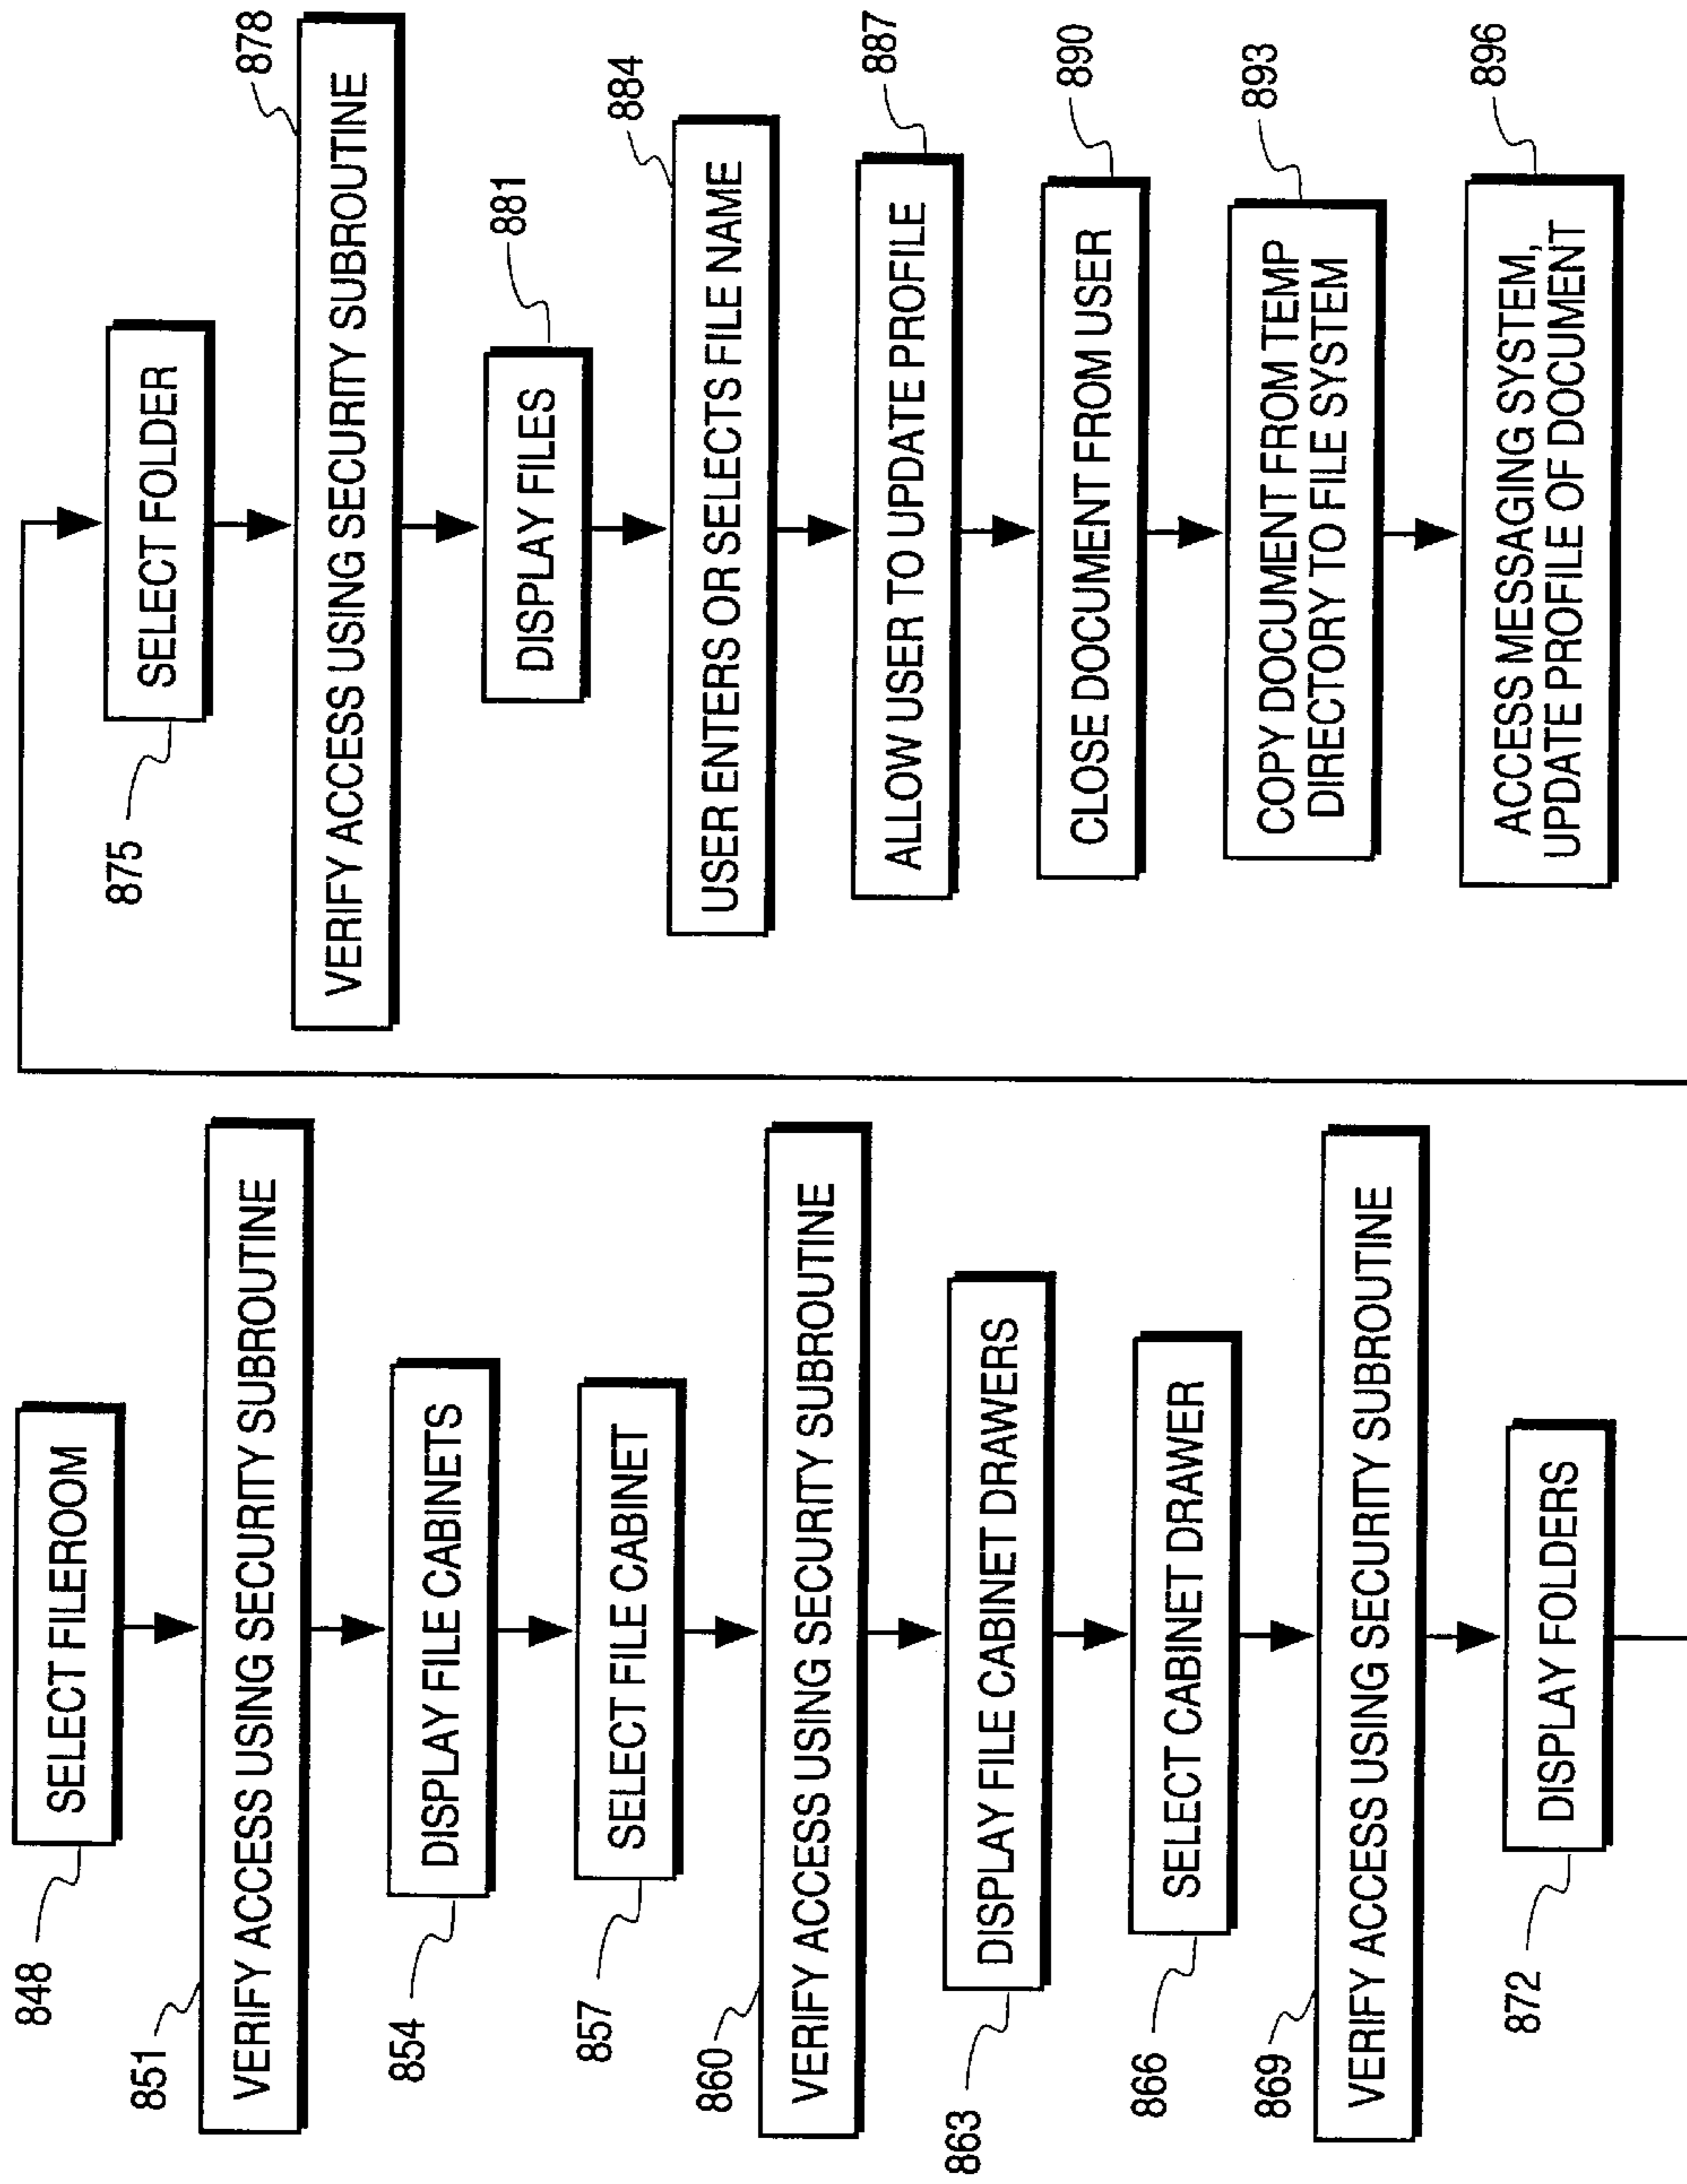 848
SELECT FILEROOM
851
VERIFY ACCESS USING SECURITY SUBROUTINE
854
DISPLAY FILE CABINETS
857
SELECT FILE CABINET
860
VERIFY ACCESS USING SECURITY SUBROUTINE
863
DISPLAY FILE CABINET DRAWERS
866
SELECT CABINET DRAWER
869
VERIFY ACCESS USING SECURITY SUBROUTINE
872
DISPLAY FOLDERS
875
SELECT FOLDER
878
VERIFY ACCESS USING SECURITY SUBROUTINE
881
DISPLAY FILES
884
USER ENTERS OR SELECTS FILE NAME
887
ALLOW USER TO UPDATE PROFILE
890
CLOSE DOCUMENT FROM USER
893
COPY DOCUMENT FROM TEMP
DIRECTORY TO FILE SYSTEM
896
ACCESS MESSAGING SYSTEM,
UPDATE PROFILE OF DOCUMENT